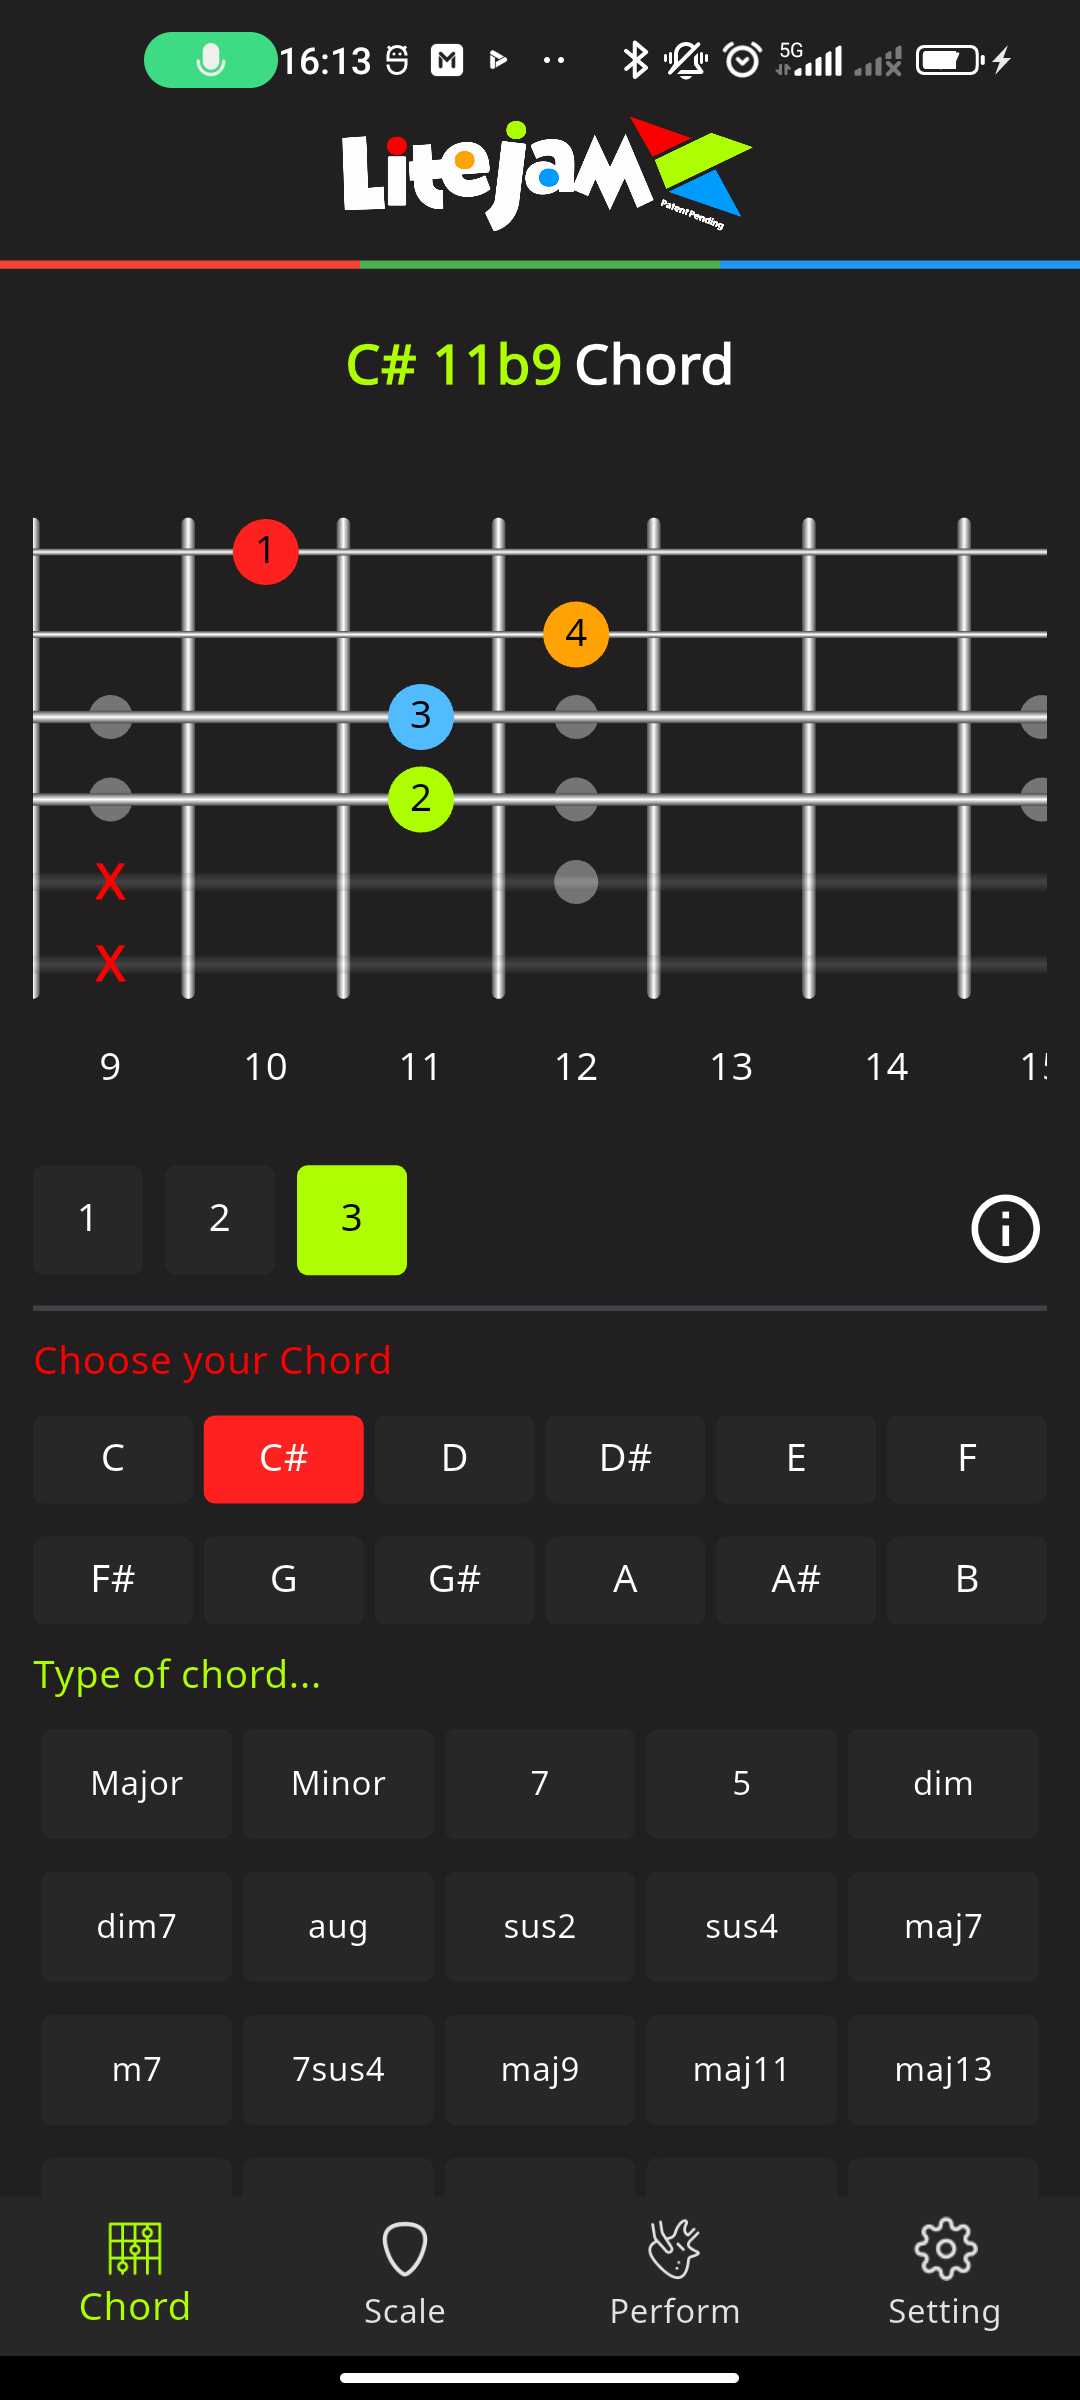 16:13 5G
LiteJam
Patent Pending
C# 11b9 Chord
1
4
3
2
X
X
9 10 11 12 13 14 15
1 2 3
Choose your Chord
C C# D D# E F
F# G G# A A# B
Type of chord...
Major Minor 7 5 dim
dim7 aug sus2 sus4 maj7
m7 7sus4 maj9 maj11 maj13
Chord Scale Perform Setting